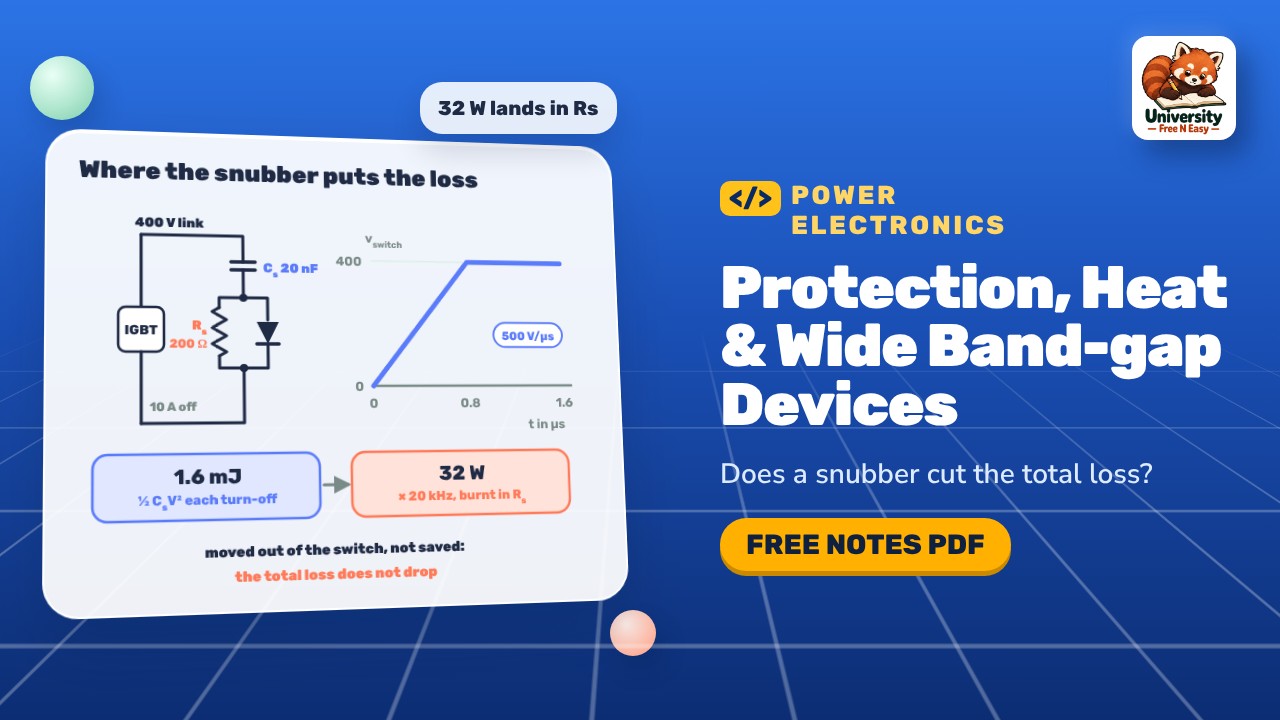 32 W lands in Rs
Where the snubber puts the loss
400 V link
Cs 20 nF
IGBT
Rs
200 Ω
10 A off
Vswitch
400
500 V/µs
0
0
0.8
1.6
t in µs
1.6 mJ
½ CsV² each turn-off
32 W
× 20 kHz, burnt in Rs
moved out of the switch, not saved:
the total loss does not drop
University
Free N Easy
</>
POWER
ELECTRONICS
Protection, Heat
& Wide Band-gap
Devices
Does a snubber cut the total loss?
FREE NOTES PDF